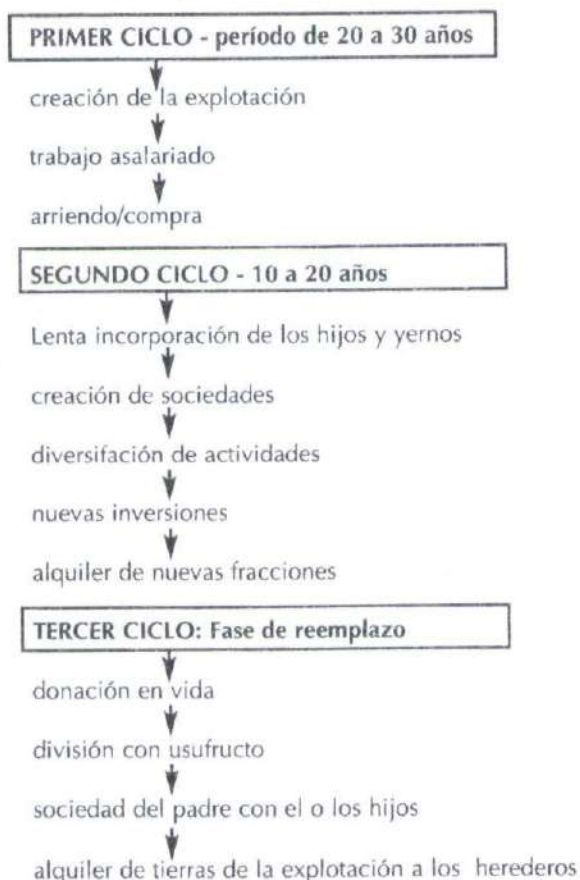 PRIMER CICLO - período de 20 a 30 años
creación de la explotación
trabajo asalariado
arriendo/compra
SEGUNDO CICLO - 10 a 20 años
Lenta incorporación de los hijos y yernos
creación de sociedades
diversifación de actividades
nuevas inversiones
alquiler de nuevas fracciones
TERCER CICLO: Fase de reemplazo
donación en vida
división con usufructo
sociedad del padre con el o los hijos
alquiler de tierras de la explotación a los herederos